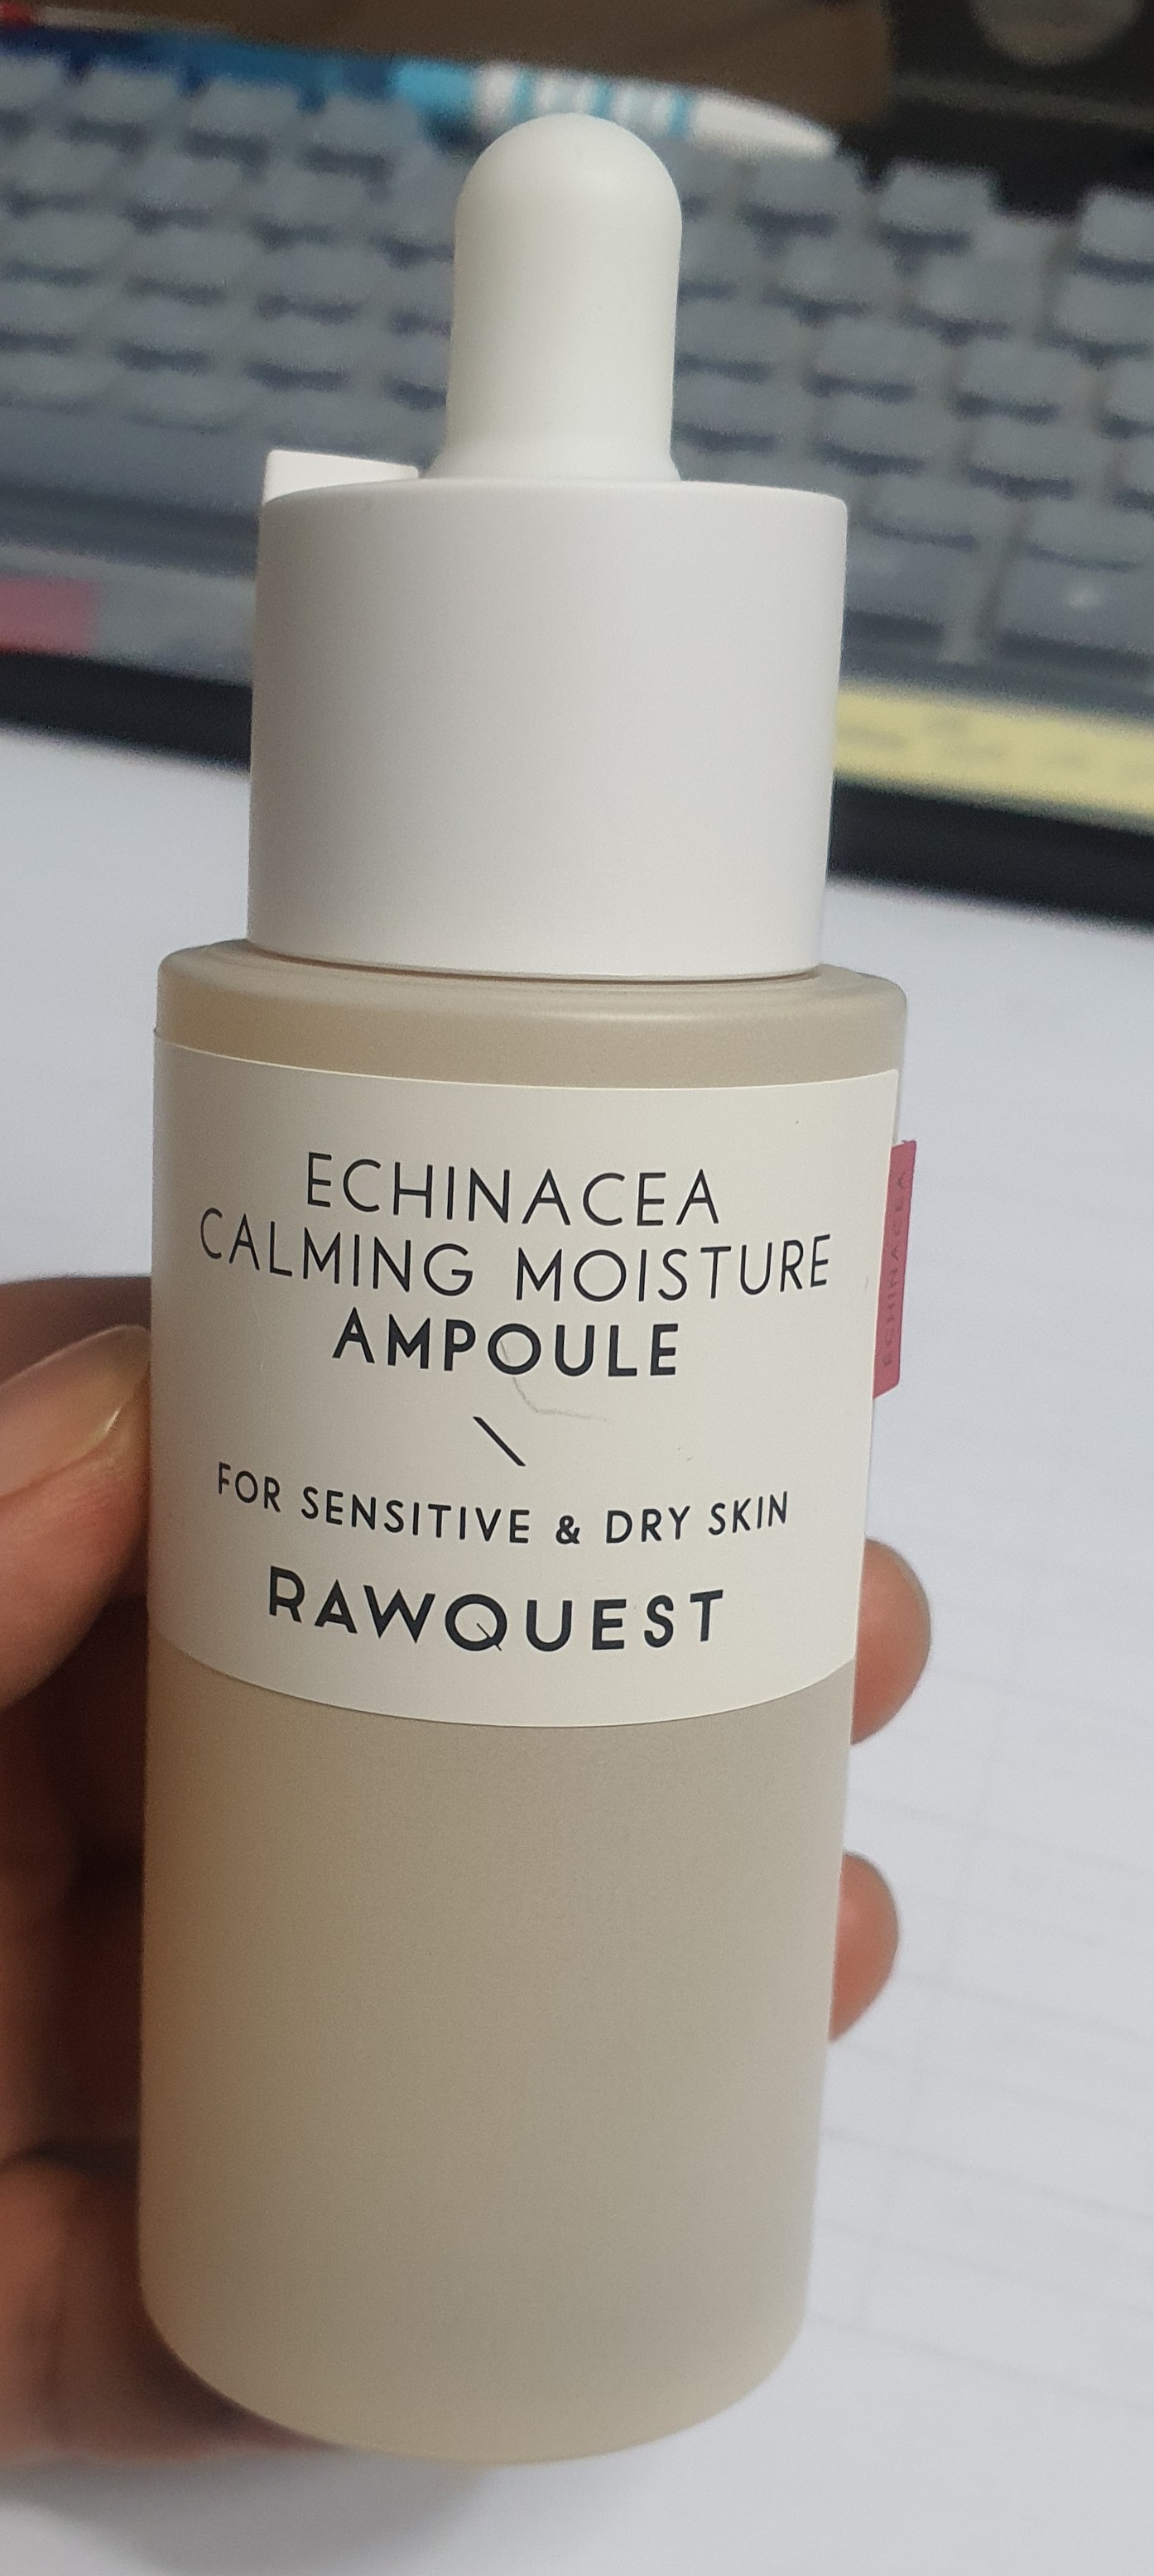 ECHINACEA
CALMING MOISTURE
AMPOULE
\
FOR SENSITIVE & DRY SKIN
RAWQUEST
ECHINACEA